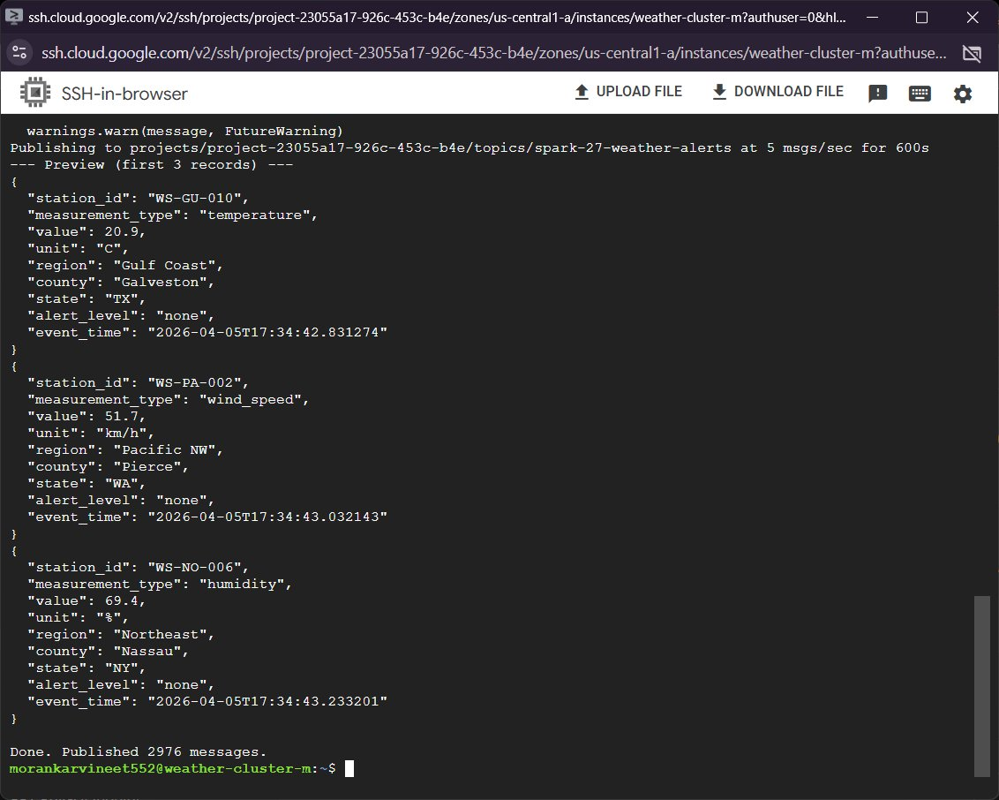 ssh.cloud.google.com/v2/ssh/projects/project-23055a17-926c-453c-b4e/zones/us-central1-a/instances/weather-cluster-m?authuser=0&hl...
ssh.cloud.google.com/v2/ssh/projects/project-23055a17-926c-453c-b4e/zones/us-central1-a/instances/weather-cluster-m?authuse...
SSH-in-browser
UPLOAD FILE
DOWNLOAD FILE
  warnings.warn(message, FutureWarning)
Publishing to projects/project-23055a17-926c-453c-b4e/topics/spark-27-weather-alerts at 5 msgs/sec for 600s
--- Preview (first 3 records) ---
{
  "station_id": "WS-GU-010",
  "measurement_type": "temperature",
  "value": 20.9,
  "unit": "C",
  "region": "Gulf Coast",
  "county": "Galveston",
  "state": "TX",
  "alert_level": "none",
  "event_time": "2026-04-05T17:34:42.831274"
}
{
  "station_id": "WS-PA-002",
  "measurement_type": "wind_speed",
  "value": 51.7,
  "unit": "km/h",
  "region": "Pacific NW",
  "county": "Pierce",
  "state": "WA",
  "alert_level": "none",
  "event_time": "2026-04-05T17:34:43.032143"
}
{
  "station_id": "WS-NO-006",
  "measurement_type": "humidity",
  "value": 69.4,
  "unit": "%",
  "region": "Northeast",
  "county": "Nassau",
  "state": "NY",
  "alert_level": "none",
  "event_time": "2026-04-05T17:34:43.233201"
}
Done. Published 2976 messages.
morankarvineet552@weather-cluster-m:~$